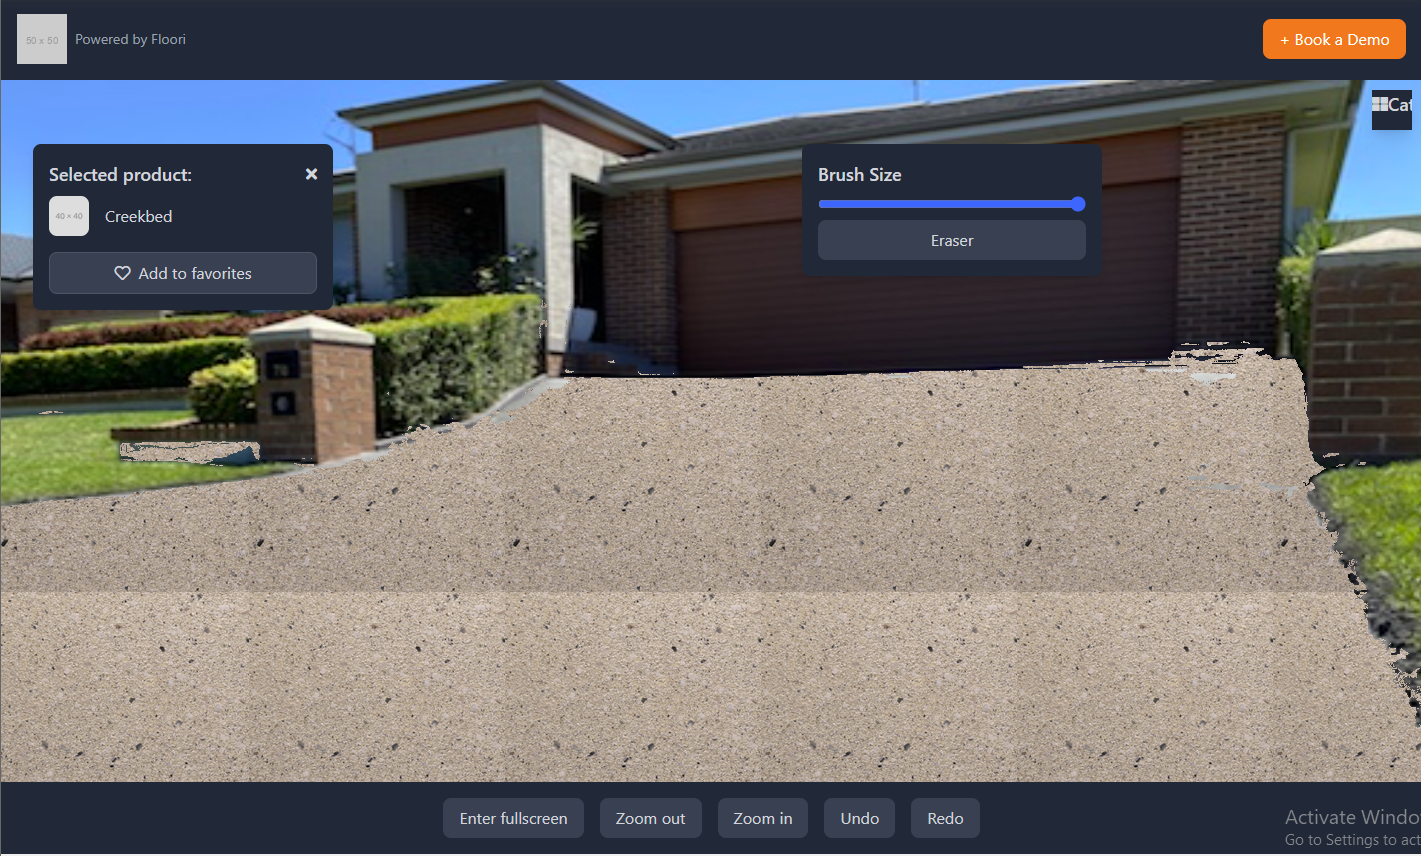 50 x 50
Powered by Floori
+ Book a Demo
Cat
Selected product:
40 × 40
Creekbed
Add to favorites
Brush Size
Eraser
Enter fullscreen
Zoom out
Zoom in
Undo
Redo
Activate Windo
Go to Settings to act